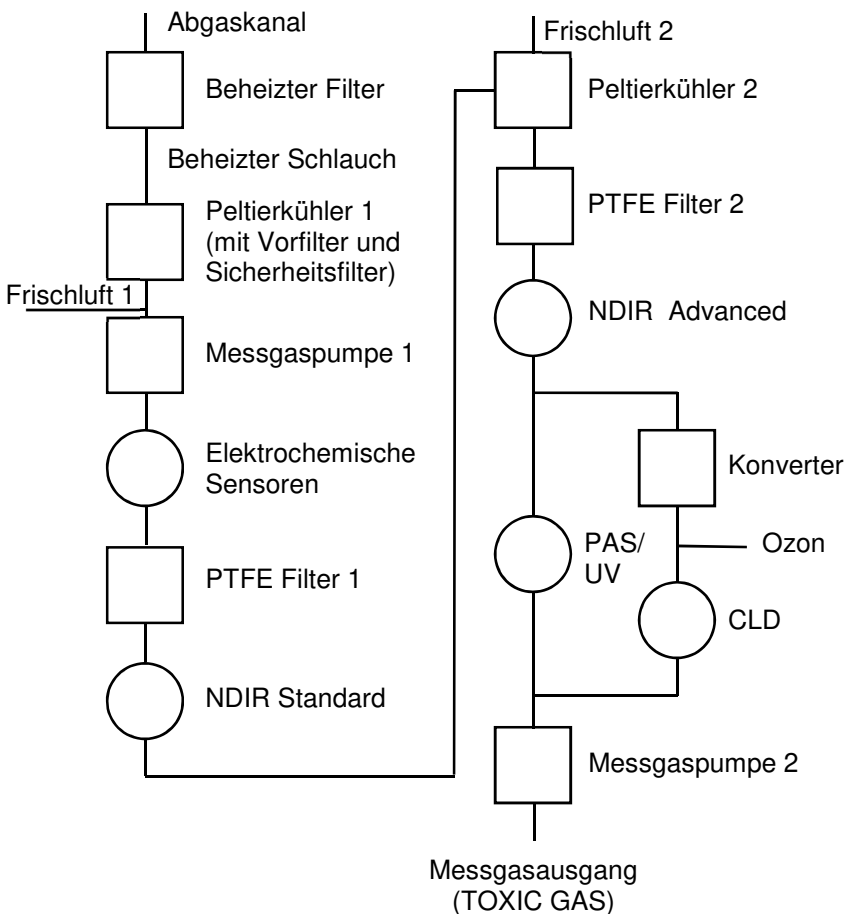 Abgaskanal
Beheizter Filter
Beheizter Schlauch
Peltierkühler 1
(mit Vorfilter und
Sicherheitsfilter)
Frischluft 1
Messgaspumpe 1
Elektrochemische
Sensoren
PTFE Filter 1
NDIR Standard
Frischluft 2
Peltierkühler 2
PTFE Filter 2
NDIR Advanced
Konverter
PAS/
UV
Ozon
CLD
Messgaspumpe 2
Messgasausgang
(TOXIC GAS)